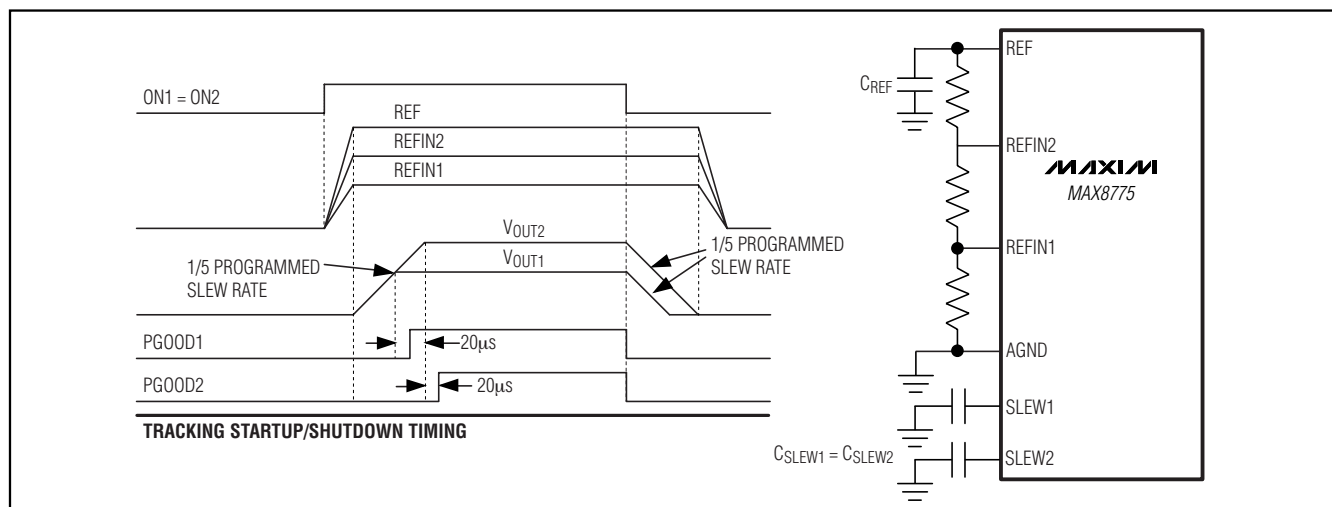 ON1 = ON2
REF
REFIN2
REFIN1
VOUT2
VOUT1
1/5 PROGRAMMED
SLEW RATE
1/5 PROGRAMMED
SLEW RATE
PGOOD1
20µs
PGOOD2
20µs
TRACKING STARTUP/SHUTDOWN TIMING
REF
CREF
REFIN2
MAXIM
MAX8775
REFIN1
AGND
SLEW1
CSLEW1 = CSLEW2
SLEW2